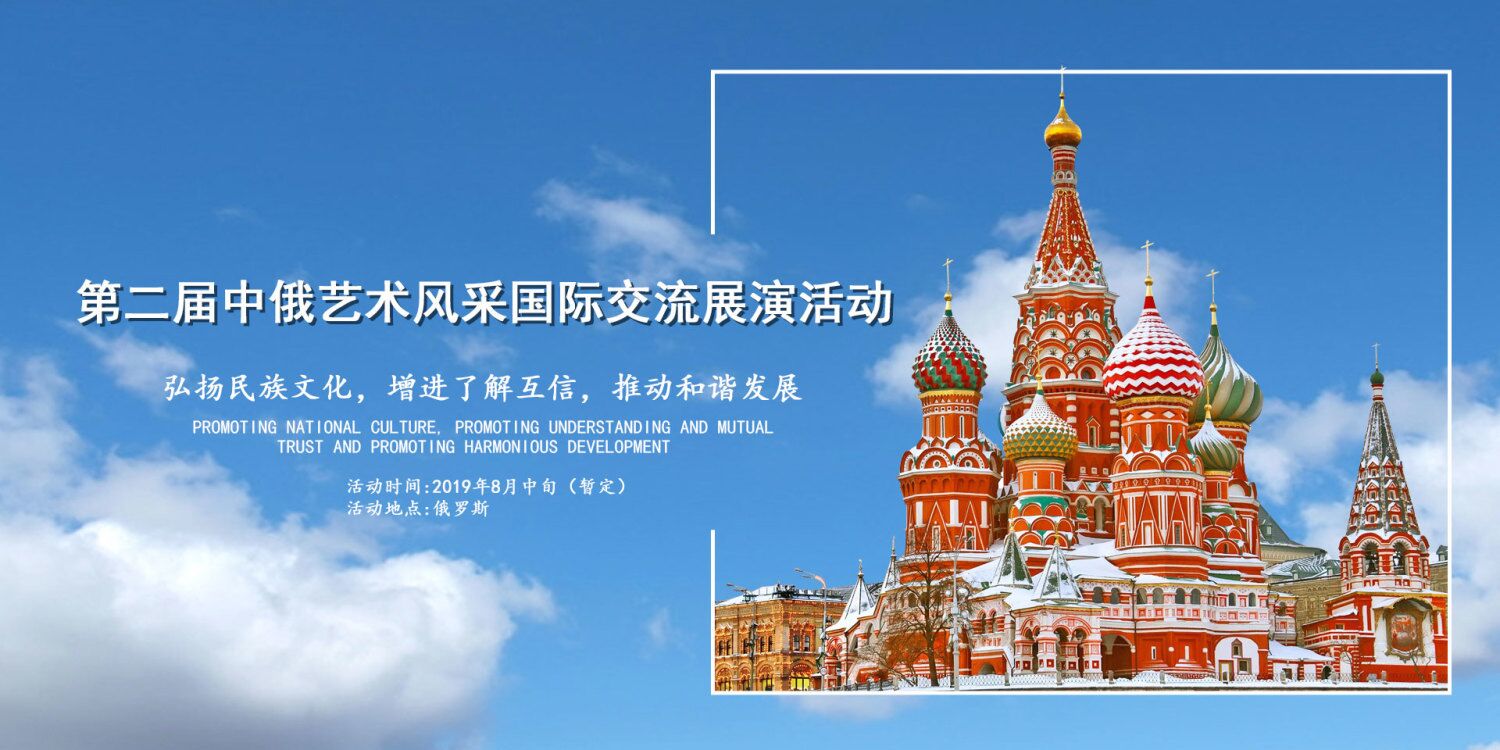 第二届中俄艺术风采国际交流展演活动
弘扬民族文化，增进了解互信，推动和谐发展
PROMOTING NATIONAL CULTURE, PROMOTING UNDERSTANDING AND MUTUAL
TRUST AND PROMOTING HARMONIOUS DEVELOPMENT
活动时间:2019年8月中旬（暂定）
活动地点:俄罗斯